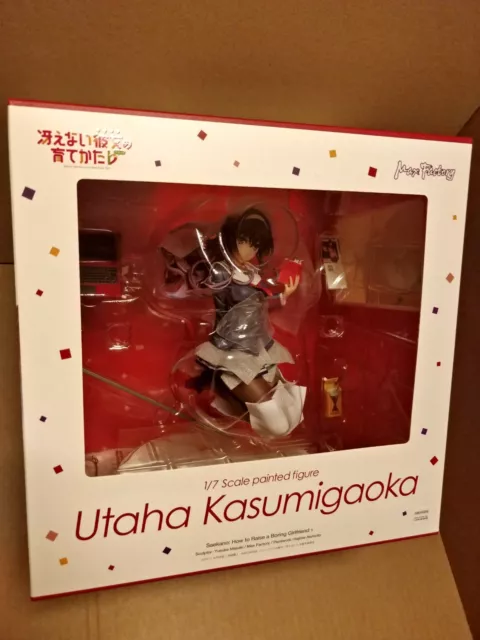 冴えない彼女の
育てかた♭
Max Factory
1/7 Scale painted figure
Utaha Kasumigaoka
Saekano: How to Raise a Boring Girlfriend ♭